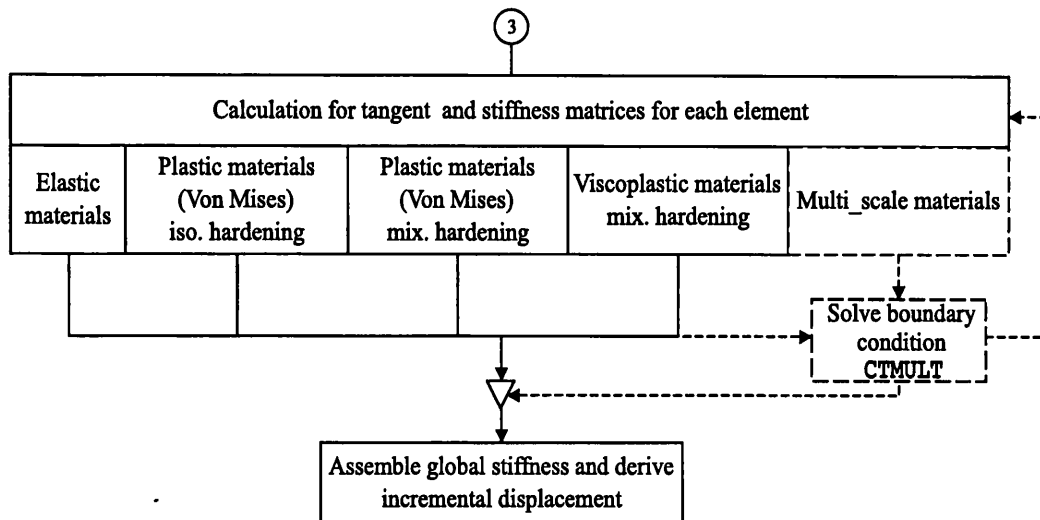 3
Calculation for tangent and stiffness matrices for each element
Elastic
materials
Plastic materials
(Von Mises)
iso. hardening
Plastic materials
(Von Mises)
mix. hardening
Viscoplastic materials
mix. hardening
Multi_scale materials
Solve boundary
condition
CTMULT
Assemble global stiffness and derive
incremental displacement